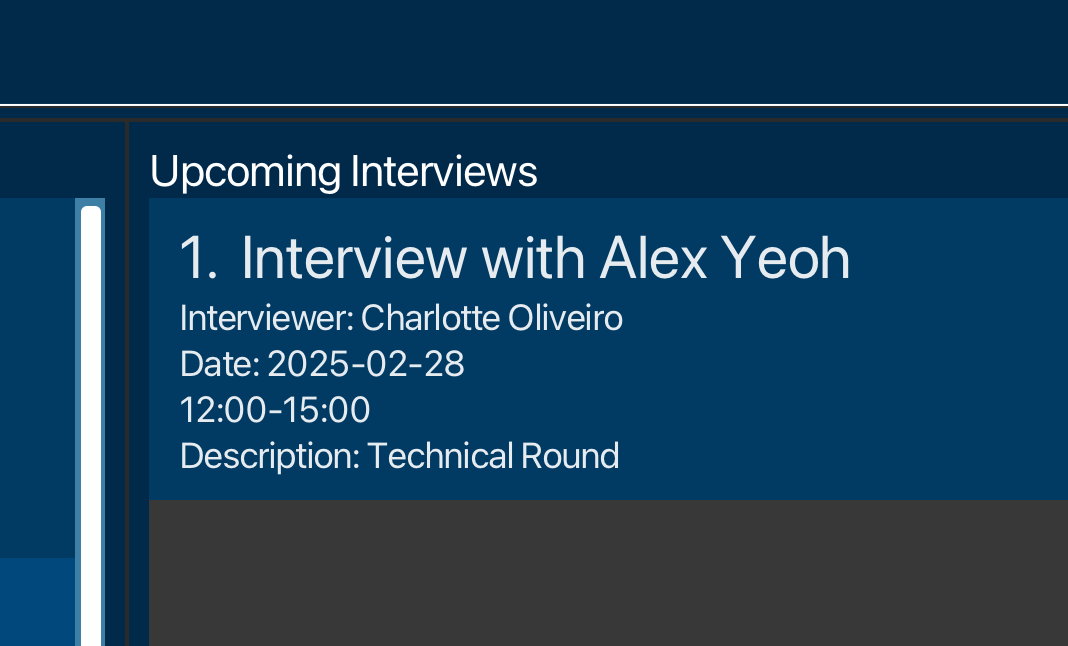 Upcoming Interviews
1. Interview with Alex Yeoh
Interviewer: Charlotte Oliveiro
Date: 2025-02-28
12:00-15:00
Description: Technical Round